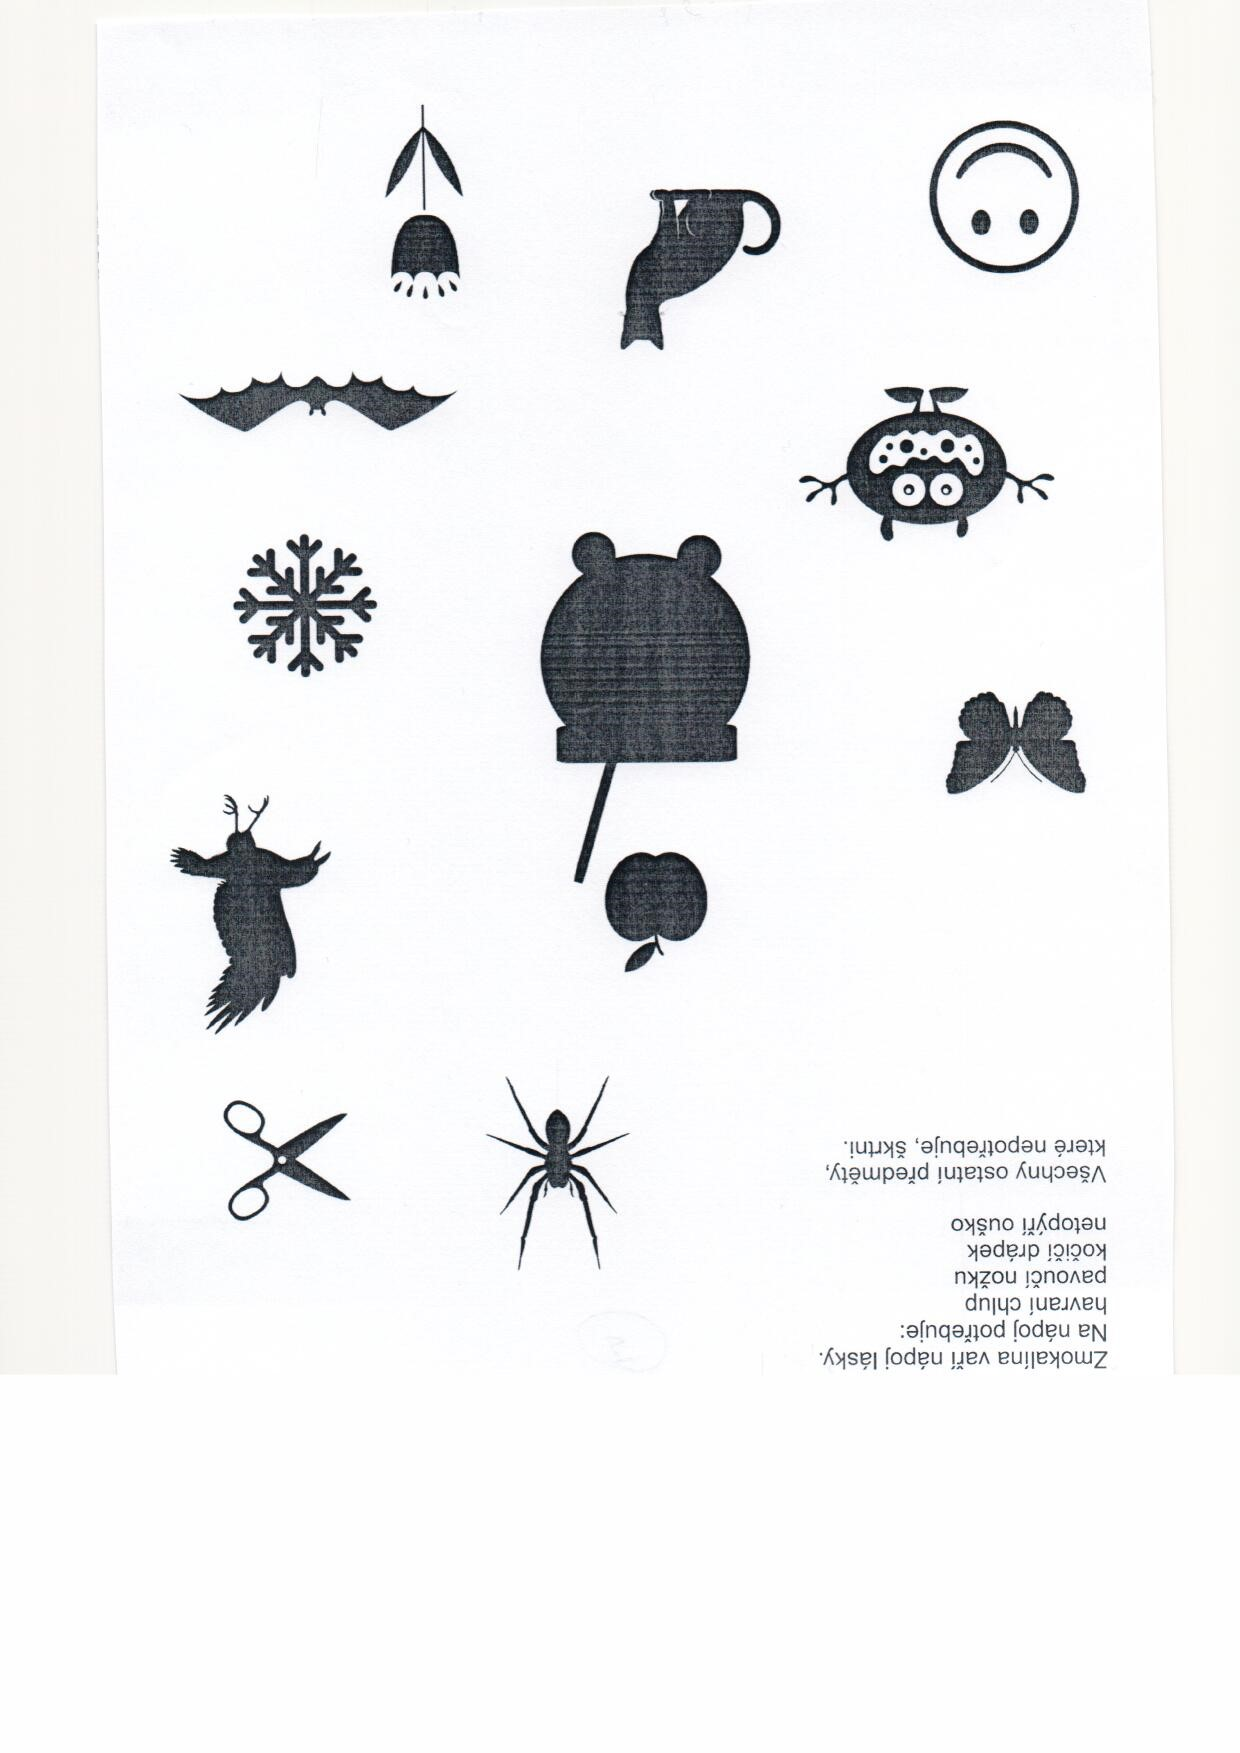 Zmokalína vaří nápoj lásky.
Na nápoj potřebuje:
havraní chlup
pavoučí nožku
kočičí drápek
netopýří ouško
Všechny ostatní předměty,
které nepotřebuje, škrtni.